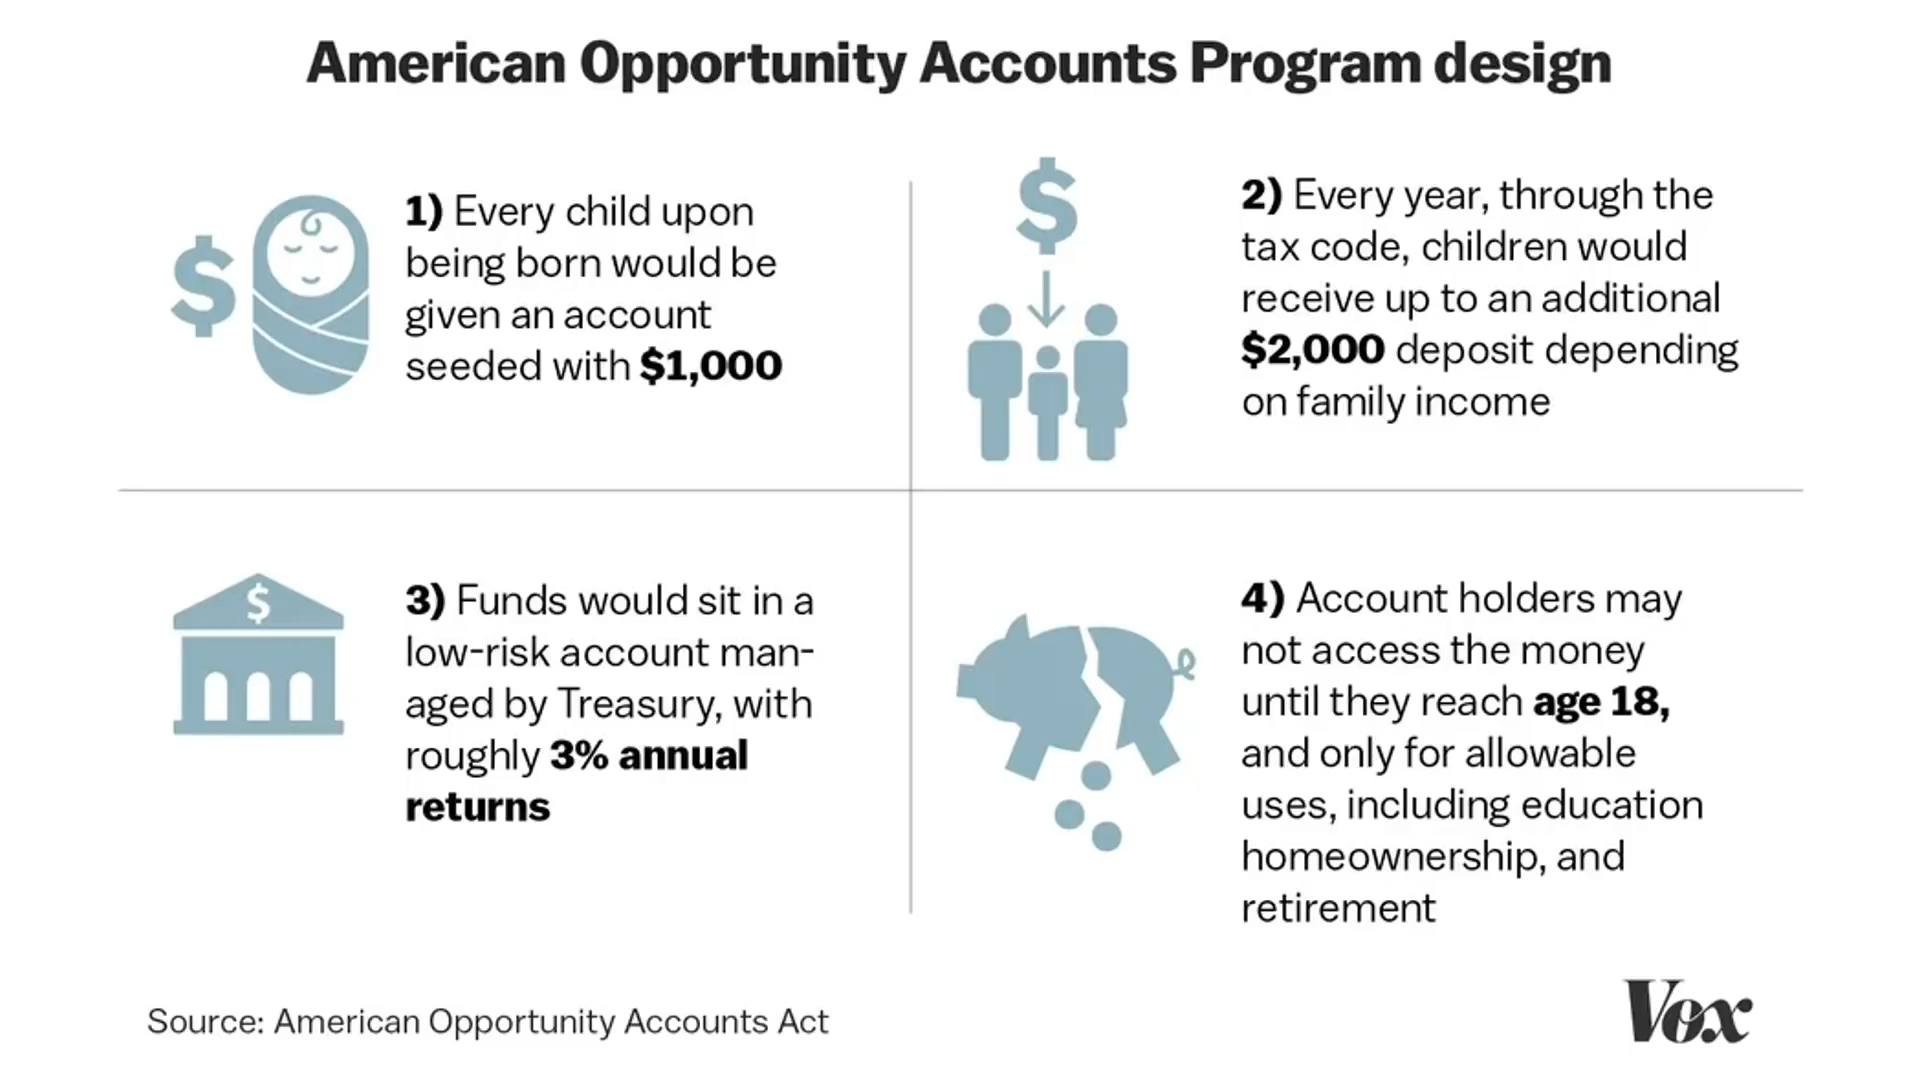 American Opportunity Accounts Program design
1) Every child upon
being born would be
given an account
seeded with $1,000
2) Every year, through the
tax code, children would
receive up to an additional
$2,000 deposit depending
on family income
3) Funds would sit in a
low-risk account man-
aged by Treasury, with
roughly 3% annual
returns
4) Account holders may
not access the money
until they reach age 18,
and only for allowable
uses, including education
homeownership, and
retirement
Source: American Opportunity Accounts Act
Vox